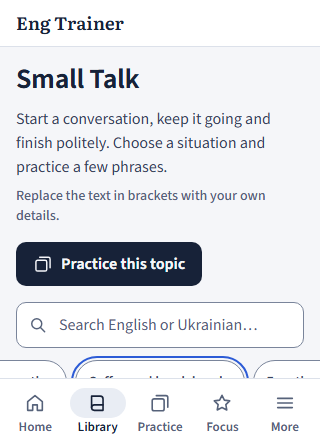 Eng Trainer
Small Talk
Start a conversation, keep it going and
finish politely. Choose a situation and
practice a few phrases.
Replace the text in brackets with your own
details.
Practice this topic
Search English or Ukrainian…
Home Library Practice Focus More